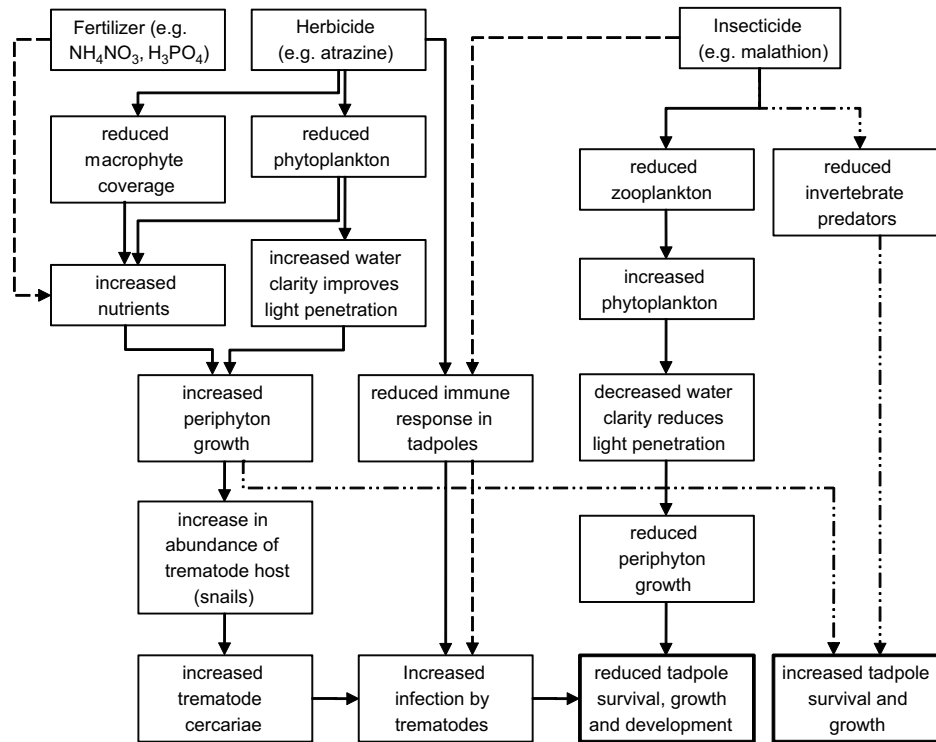 Fertilizer (e.g.
NH₄NO₃, H₃PO₄)
Herbicide
(e.g. atrazine)
Insecticide
(e.g. malathion)
reduced
macrophyte
coverage
reduced
phytoplankton
reduced
zooplankton
reduced
invertebrate
predators
increased
nutrients
increased water
clarity improves
light penetration
increased
phytoplankton
increased
periphyton
growth
reduced immune
response in
tadpoles
decreased water
clarity reduces
light penetration
increase in
abundance of
trematode host
(snails)
reduced
periphyton
growth
increased
trematode
cercariae
Increased
infection by
trematodes
reduced tadpole
survival, growth
and development
increased tadpole
survival and
growth